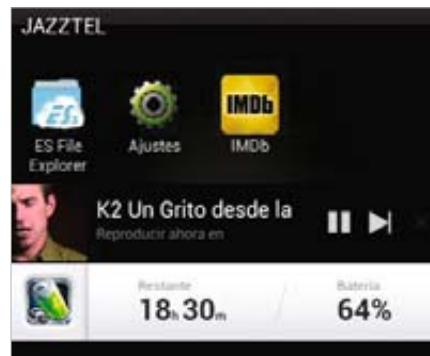 JAZZTEL
ES
IMDb
ES File Explorer
Ajustes
IMDb
K2 Un Grito desde la
Reproducir ahora en
Restante
18h 30m
Batería
64%